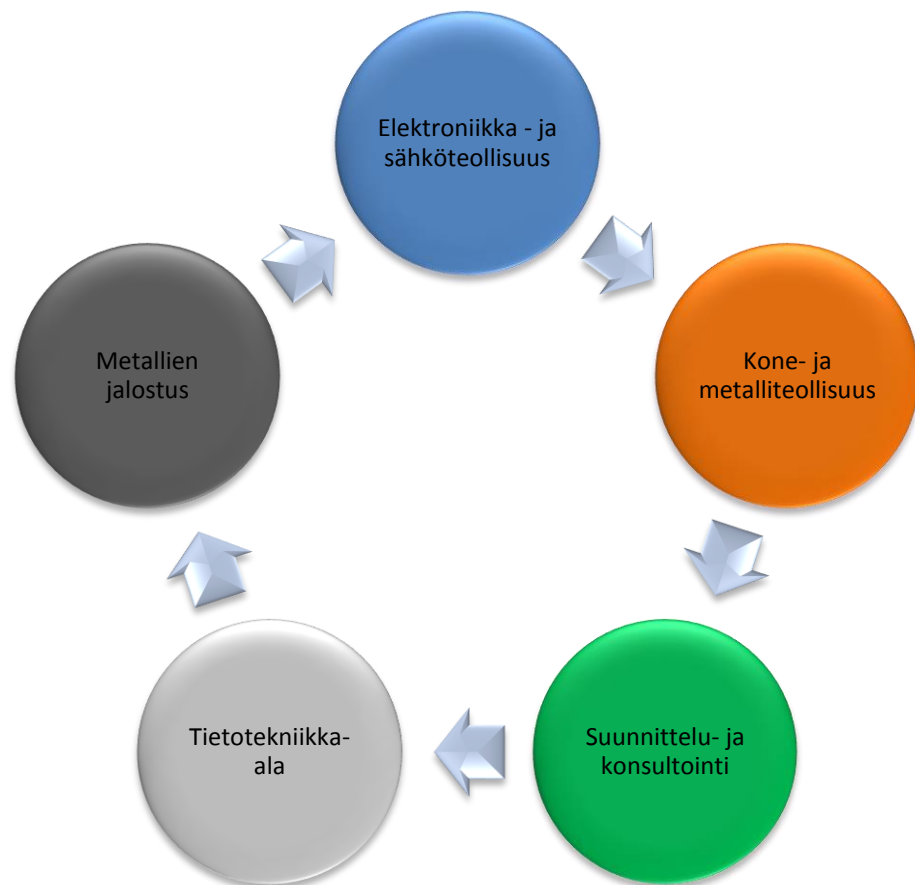 Elektroniikka - ja
sähköteollisuus
Kone- ja
metalliteollisuus
Suunnittelu- ja
konsultointi
Tietotekniikka-
ala
Metallien
jalostus